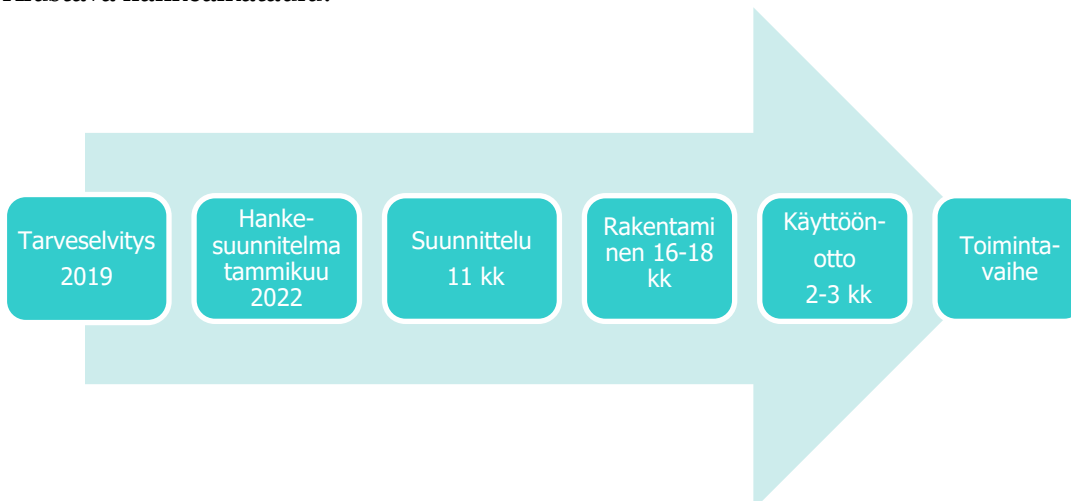 Tarveselvitys
2019
Hanke-
suunnitelma
tammikuu
2022
Suunnittelu
11 kk
Rakentami
nen 16-18
kk
Käyttöön-
otto
2-3 kk
Toiminta-
vaihe